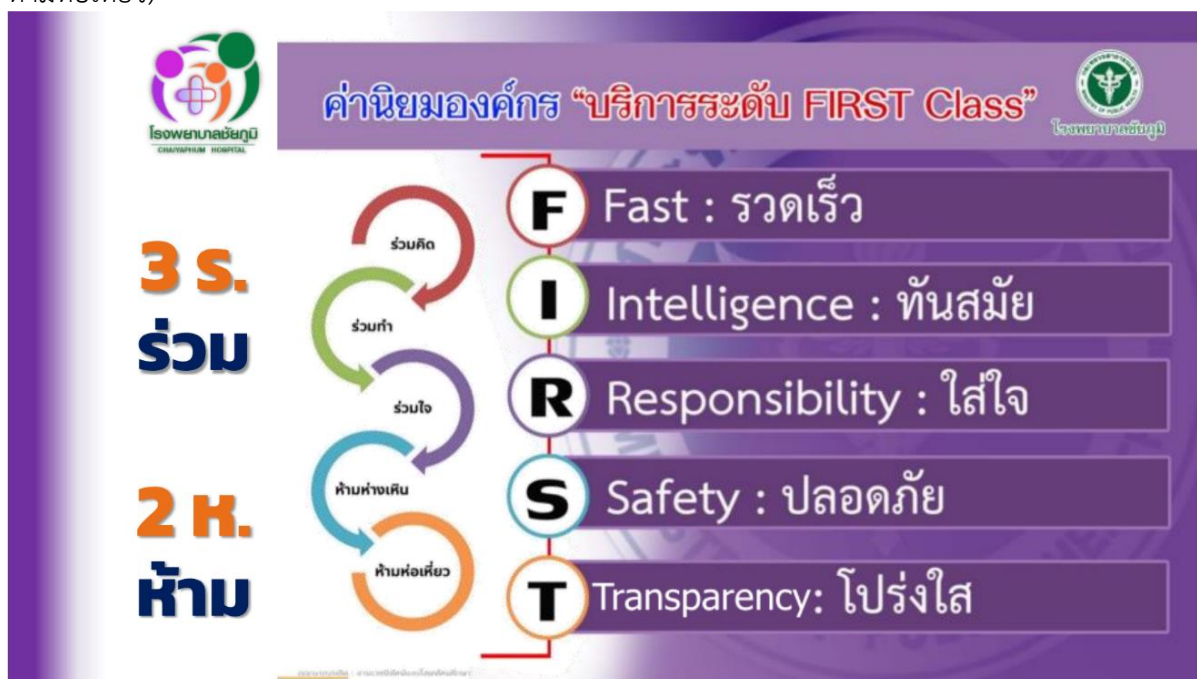 โรงพยาบาลชัยภูมิ
CHAIYAPHUM HOSPITAL
ค่านิยมองค์กร “บริการระดับ FIRST Class”
โรงพยาบาลชัยภูมิ
3 ร.
ร่วม
2 ห.
ห้าม
ร่วมคิด
ร่วมทำ
ร่วมใจ
ห้ามห่างเหิน
ห้ามห่อเหี่ยว
F Fast : รวดเร็ว
I Intelligence : ทันสมัย
R Responsibility : ใส่ใจ
S Safety : ปลอดภัย
T Transparency: โปร่งใส